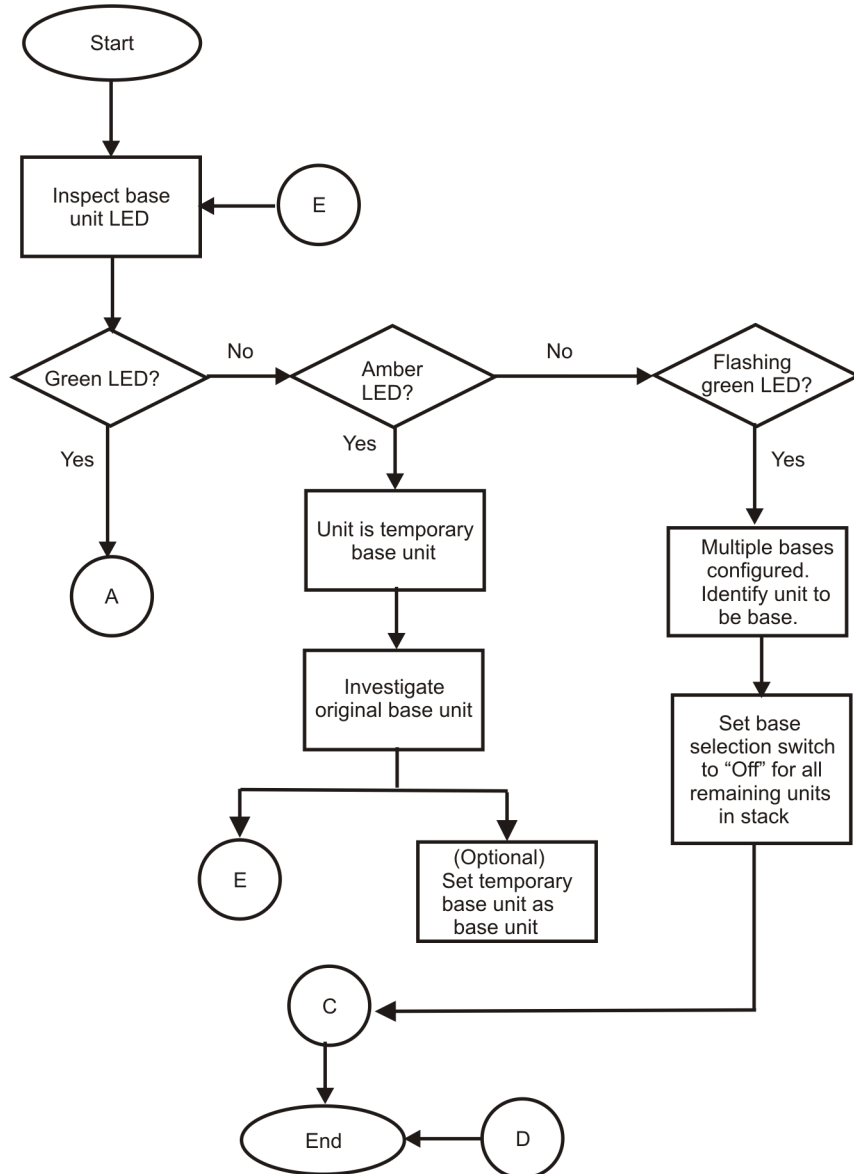 Start
Inspect base
unit LED
E
Green LED?
No
Amber
LED?
No
Flashing
green LED?
Yes
Yes
Yes
A
Unit is temporary
base unit
Multiple bases
configured.
Identify unit to
be base.
Investigate
original base unit
Set base
selection switch
to “Off” for all
remaining units
in stack
E
(Optional)
Set temporary
base unit as
base unit
C
End
D